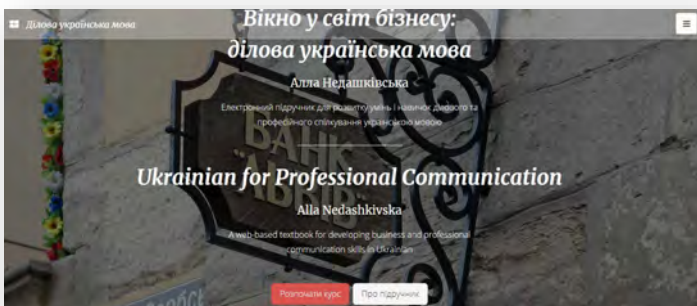 Ділова українська мова
Вікно у світ бізнесу:
ділова українська мова
Алла Недашківська
Електронний підручник для розвитку умінь і навичок ділового та
професійного спілкування українською мовою
БАНК
"ЛЬВІВ"
Ukrainian for Professional Communication
Alla Nedashkivska
A web-based textbook for developing business and professional
communication skills in Ukrainian
Розпочати курс
Про підручник